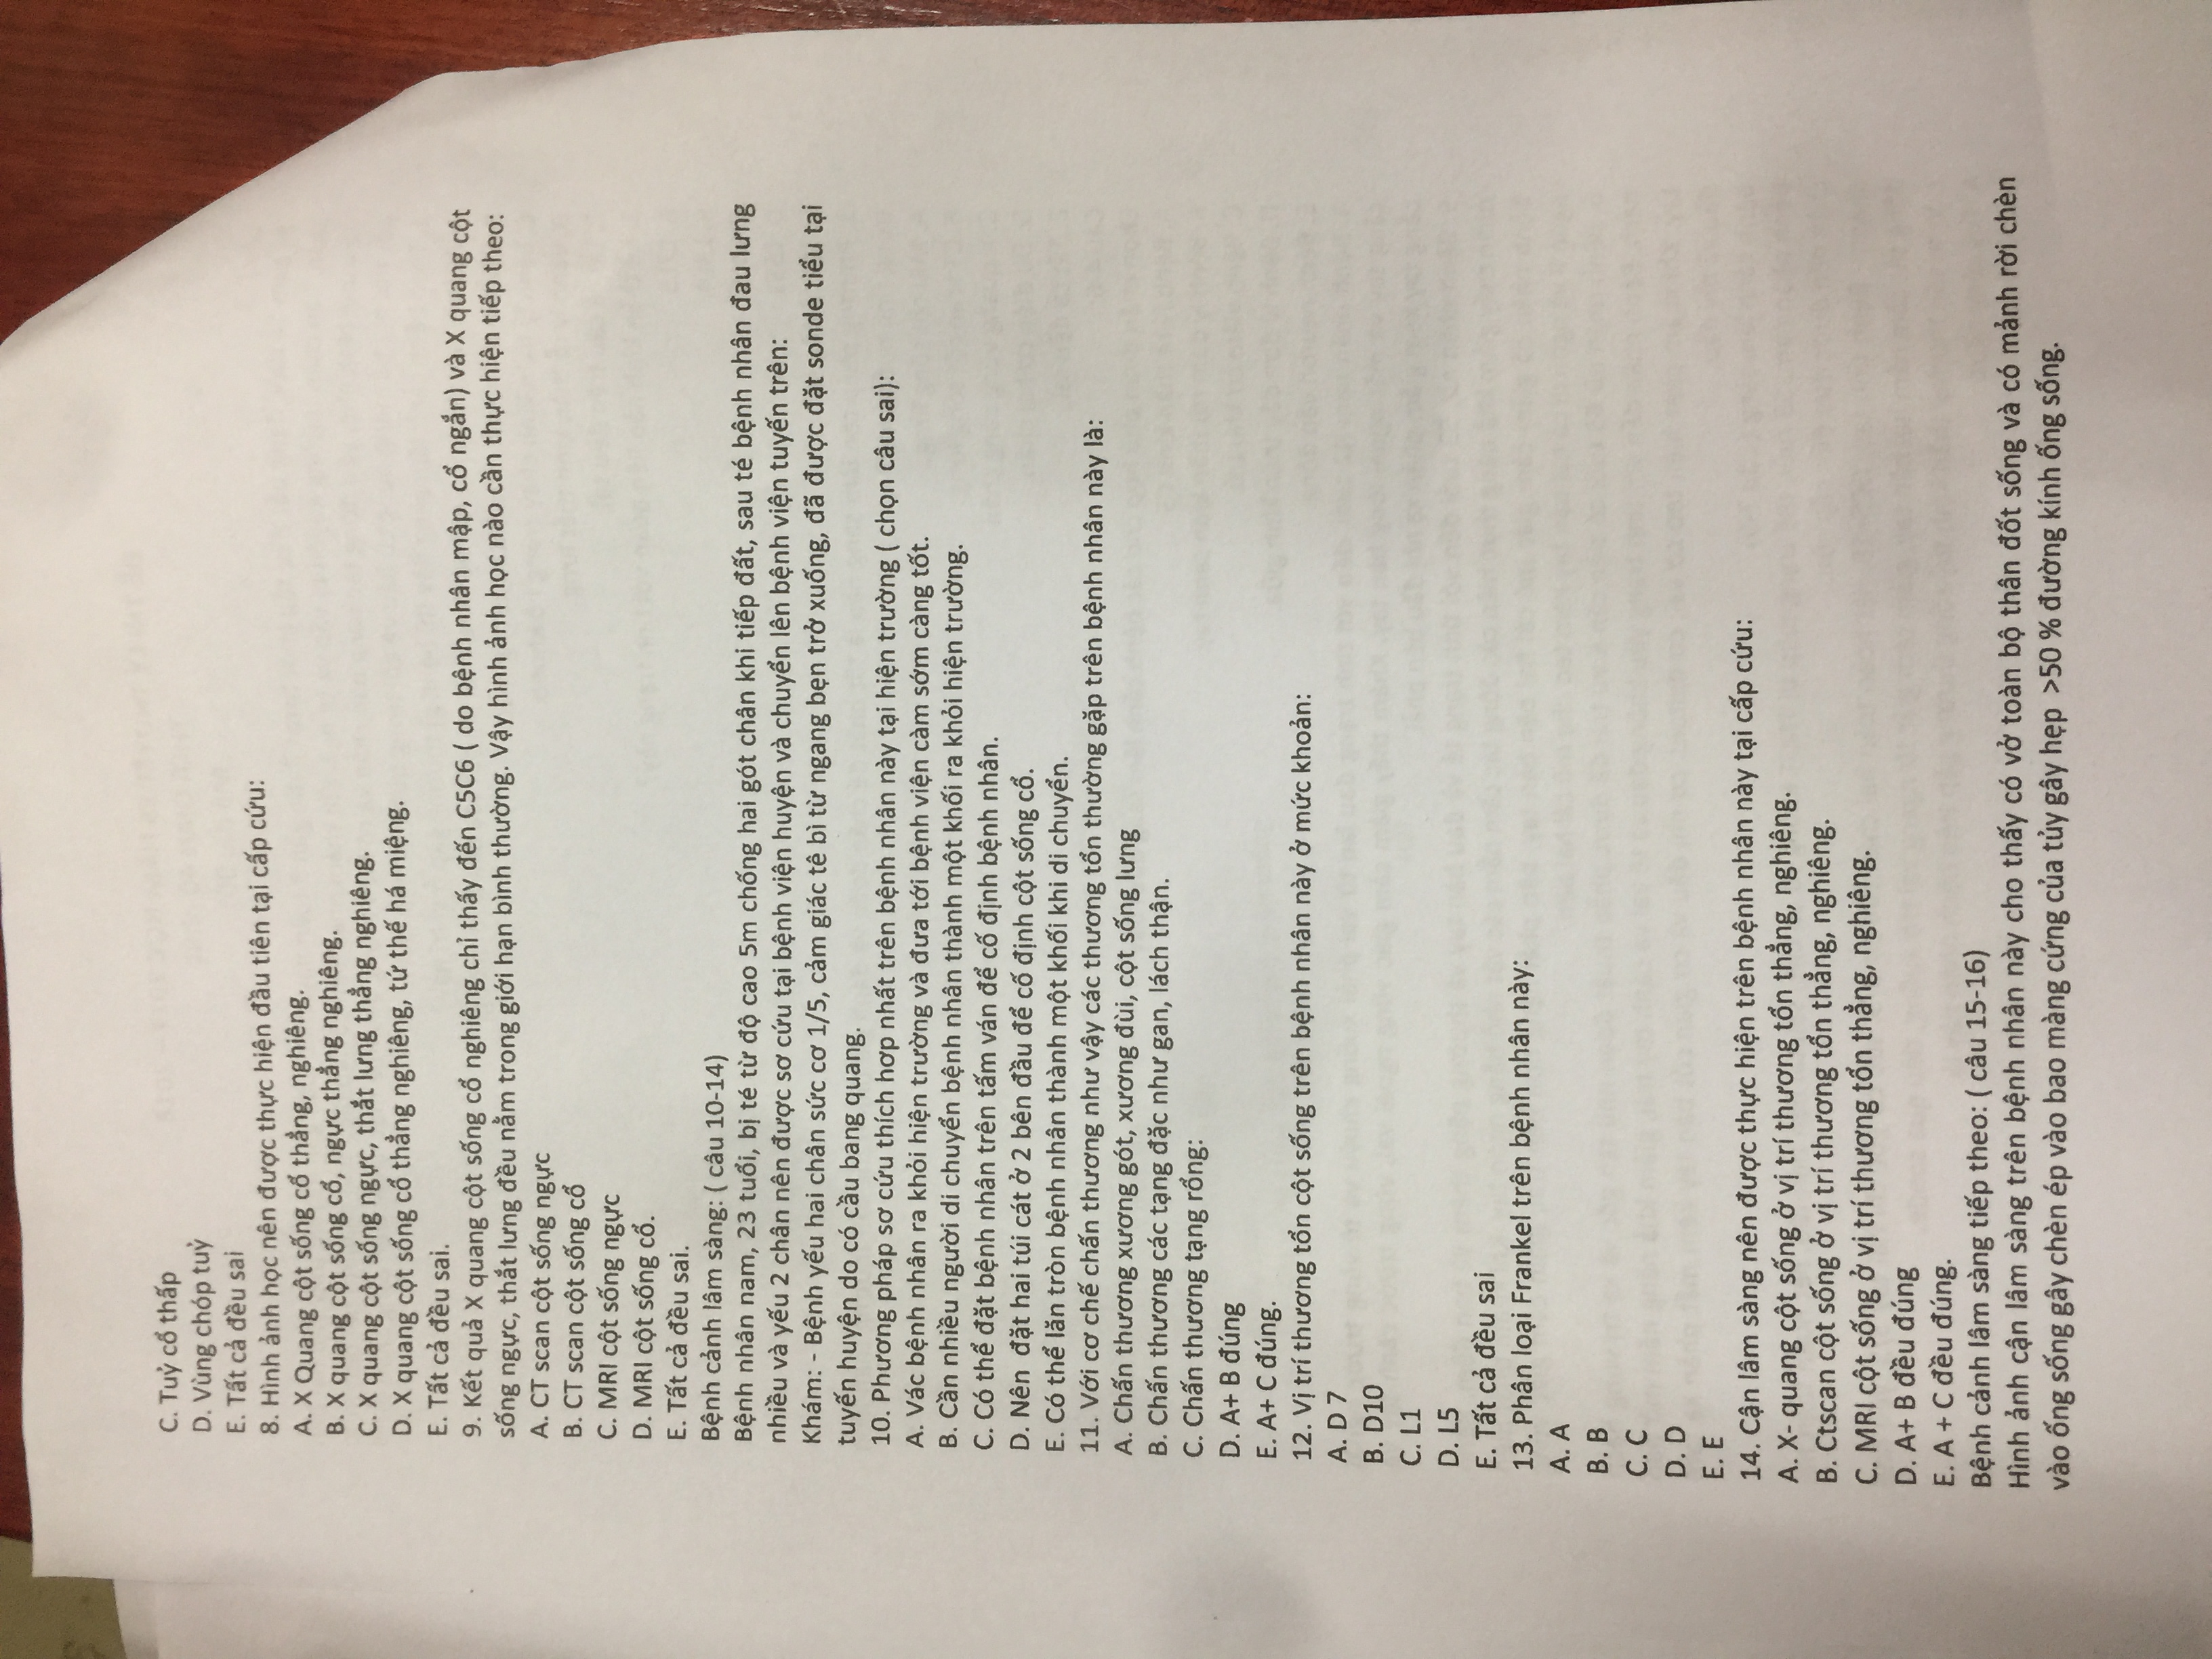 C. Tuỷ cổ thấp
D. Vùng chóp tuỷ
E. Tất cả đều sai
8. Hình ảnh học nên được thực hiện đầu tiên tại cấp cứu:
A. X Quang cột sống cổ thẳng, nghiêng.
B. X quang cột sống cổ, ngực thẳng nghiêng.
C. X quang cột sống ngực, thắt lưng thẳng nghiêng.
D. X quang cột sống cổ thẳng nghiêng, tứ thế há miệng.
E. Tất cả đều sai.
9. Kết quả X quang cột sống cổ nghiêng chỉ thấy đến C5C6 ( do bệnh nhân mập, cổ ngắn) và X quang cột
sống ngực, thắt lưng đều nằm trong giới hạn bình thường. Vậy hình ảnh học nào cần thực hiện tiếp theo:
A. CT scan cột sống ngực
B. CT scan cột sống cổ
C. MRI cột sống ngực
D. MRI cột sống cổ.
E. Tất cả đều sai.
Bệnh cảnh lâm sàng: ( câu 10-14)
Bệnh nhân nam, 23 tuổi, bị té từ độ cao 5m chống hai gót chân khi tiếp đất, sau té bệnh nhân đau lưng
nhiều và yếu 2 chân nên được sơ cứu tại bệnh viện huyện và chuyển lên bệnh viện tuyến trên:
Khám: - Bệnh yếu hai chân sức cơ 1/5, cảm giác tê bì từ ngang bẹn trở xuống, đã được đặt sonde tiểu tại
tuyến huyện do có cầu bang quang.
10. Phương pháp sơ cứu thích hơp nhất trên bệnh nhân này tại hiện trường ( chọn câu sai):
A. Vác bệnh nhân ra khỏi hiện trường và đưa tới bệnh viện càm sớm càng tốt.
B. Cần nhiều người di chuyển bệnh nhân thành một khối ra khỏi hiện trường.
C. Có thể đặt bệnh nhân trên tấm ván để cố định bệnh nhân.
D. Nên đặt hai túi cát ở 2 bên đầu để cố định cột sống cổ.
E. Có thể lăn tròn bệnh nhân thành một khối khi di chuyển.
11. Với cơ chế chấn thương như vậy các thương tổn thường gặp trên bệnh nhân này là:
A. Chấn thương xương gót, xương đùi, cột sống lưng
B. Chấn thương các tạng đặc như gan, lách thận.
C. Chấn thương tạng rổng:
D. A+ B đúng
E. A+ C đúng.
12. Vị trí thương tổn cột sống trên bệnh nhân này ở mức khoản:
A. D 7
B. D10
C. L1
D. L5
E. Tất cả đều sai
13. Phân loại Frankel trên bệnh nhân này:
A. A
B. B
C. C
D. D
E. E
14. Cận lâm sàng nên được thực hiện trên bệnh nhân này tại cấp cứu:
A. X- quang cột sống ở vị trí thương tổn thẳng, nghiêng.
B. Ctscan cột sống ở vị trí thương tổn thẳng, nghiêng.
C. MRI cột sống ở vị trí thương tổn thẳng, nghiêng.
D. A+ B đều đúng
E. A + C đều đúng.
Bệnh cảnh lâm sàng tiếp theo: ( câu 15-16)
Hình ảnh cận lâm sàng trên bệnh nhân này cho thấy có vở toàn bộ thân đốt sống và có mảnh rời chèn
vào ống sống gây chèn ép vào bao màng cứng của tủy gây hẹp >50 % đường kính ống sống.